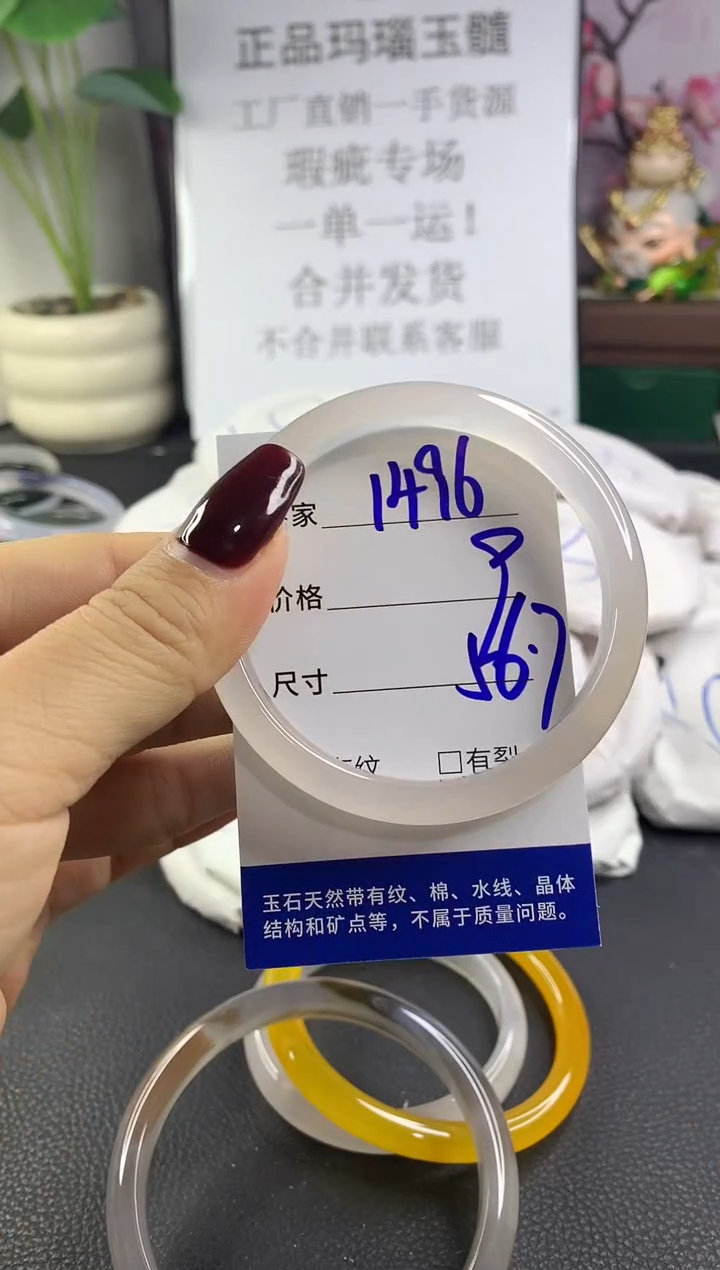 正品玛瑙玉髓
工厂直销一手货源
瑕疵专场
一单一运!
合并发货
不合并联系客服
家 1496
价格
尺寸 56.7
纹 □有裂
玉石天然带有纹、棉、水线、晶体
结构和矿点等，不属于质量问题。